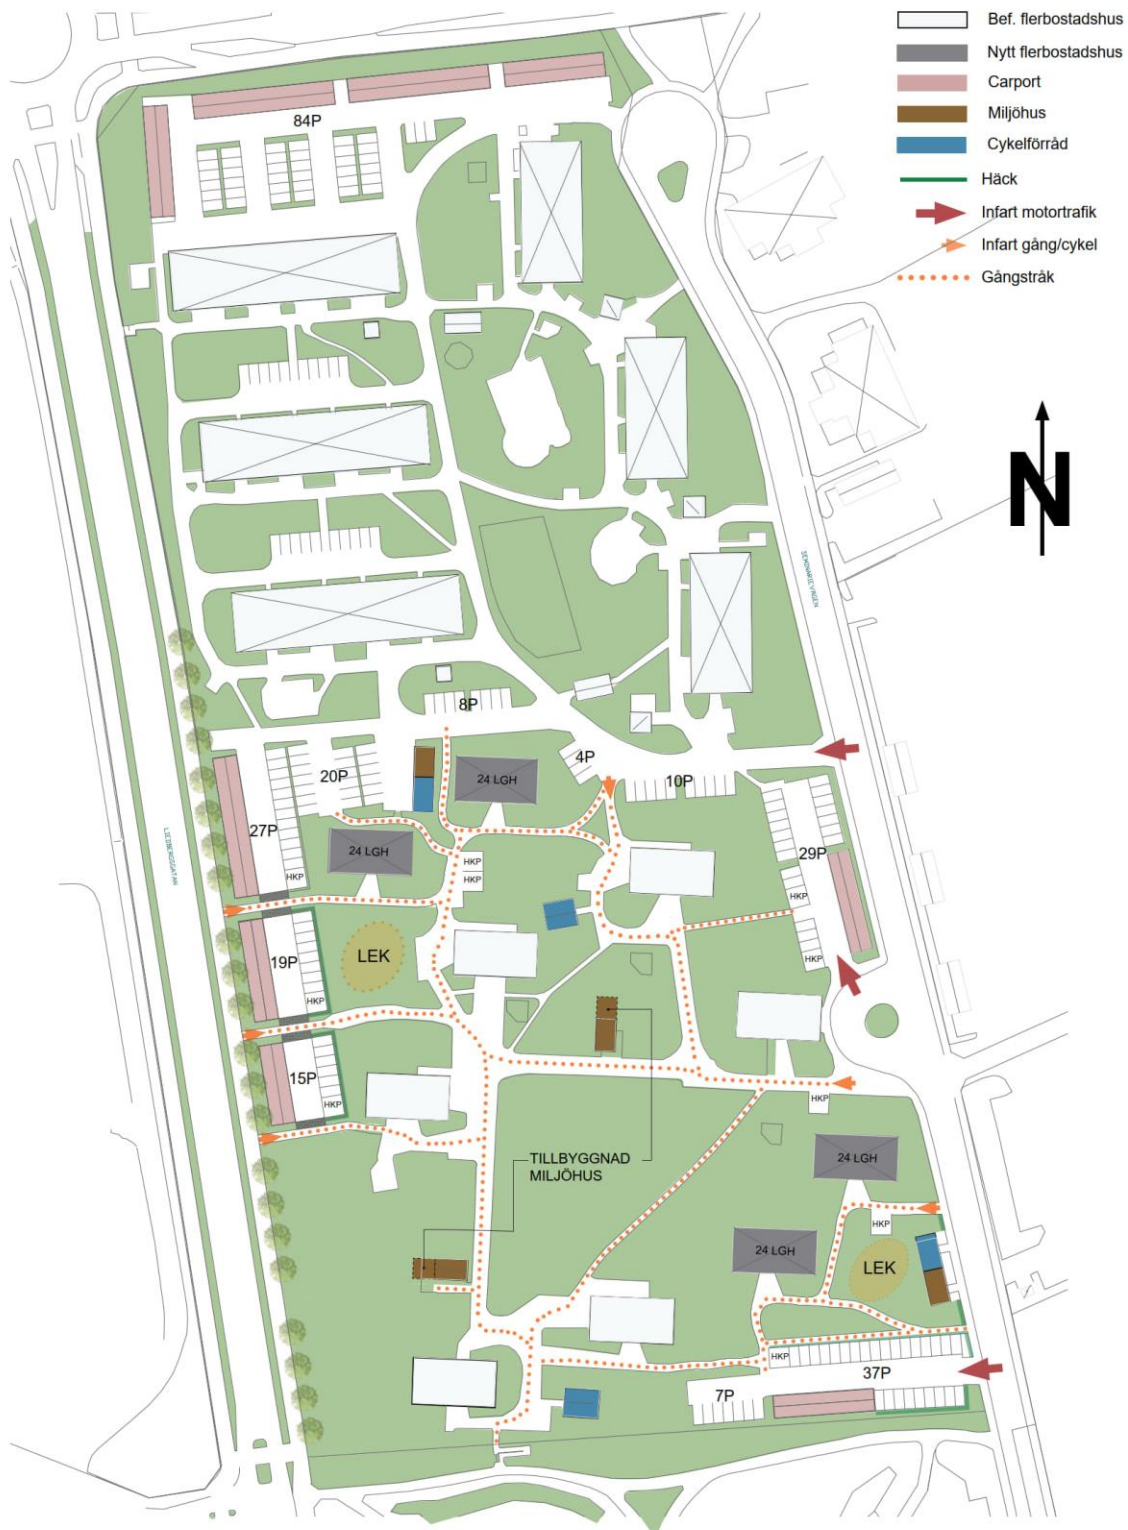 Bef. flerbostadshus
Nytt flerbostadshus
Carport
Miljöhus
Cykelförråd
Häck
Infart motortrafik
Infart gång/cykel
Gångstråk
N
84P
SEMINARIEVÄGEN
8P
4P
10P
20P
24 LGH
27P
24 LGH
29P
LJEDBERGSGATAN
HKP
HKP
HKP
HKP
LEK
19P
HKP
HKP
15P
HKP
HKP
TILLBYGGNAD
MILJÖHUS
24 LGH
HKP
24 LGH
LEK
HKP
37P
7P